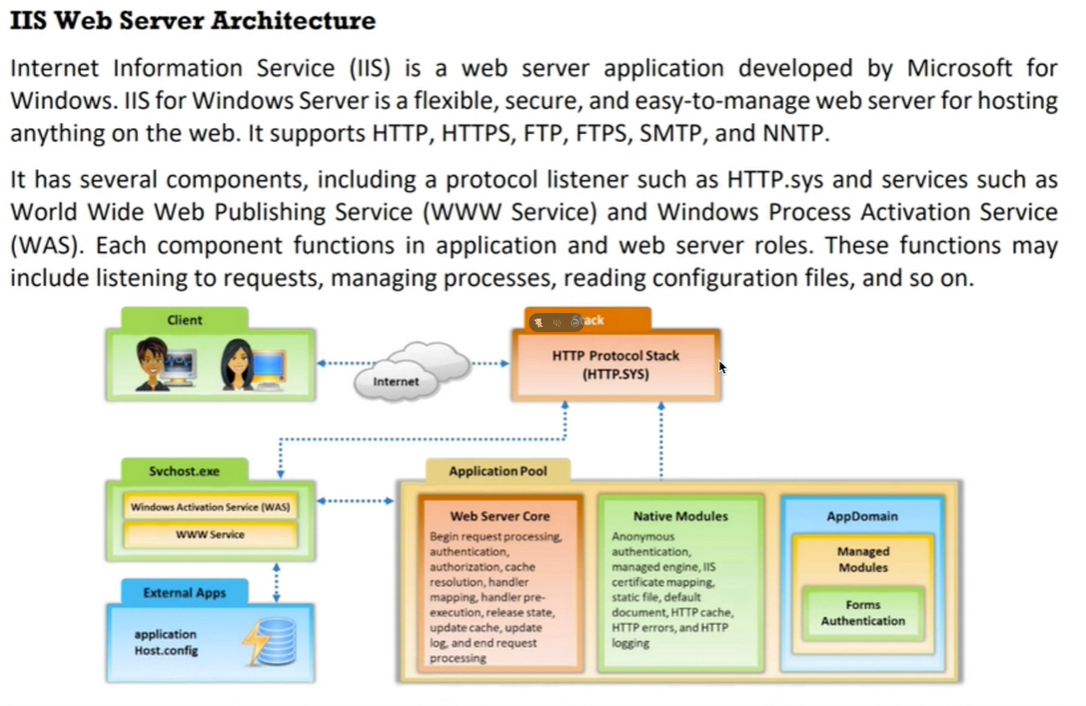 IIS Web Server Architecture
Internet Information Service (IIS) is a web server application developed by Microsoft for
Windows. IIS for Windows Server is a flexible, secure, and easy-to-manage web server for hosting
anything on the web. It supports HTTP, HTTPS, FTP, FTPS, SMTP, and NNTP.
It has several components, including a protocol listener such as HTTP.sys and services such as
World Wide Web Publishing Service (WWW Service) and Windows Process Activation Service
(WAS). Each component functions in application and web server roles. These functions may
include listening to requests, managing processes, reading configuration files, and so on.
Client
Stack
Internet
HTTP Protocol Stack
(HTTP.SYS)
Svchost.exe
Windows Activation Service (WAS)
WWW Service
External Apps
application
Host.config
Application Pool
Web Server Core
Begin request processing,
authentication,
authorization, cache
resolution, handler
mapping, handler pre-
execution, release state,
update cache, update
log, and end request
processing
Native Modules
Anonymous
authentication,
managed engine, IIS
certificate mapping,
static file, default
document, HTTP cache,
HTTP errors, and HTTP
logging
AppDomain
Managed
Modules
Forms
Authentication